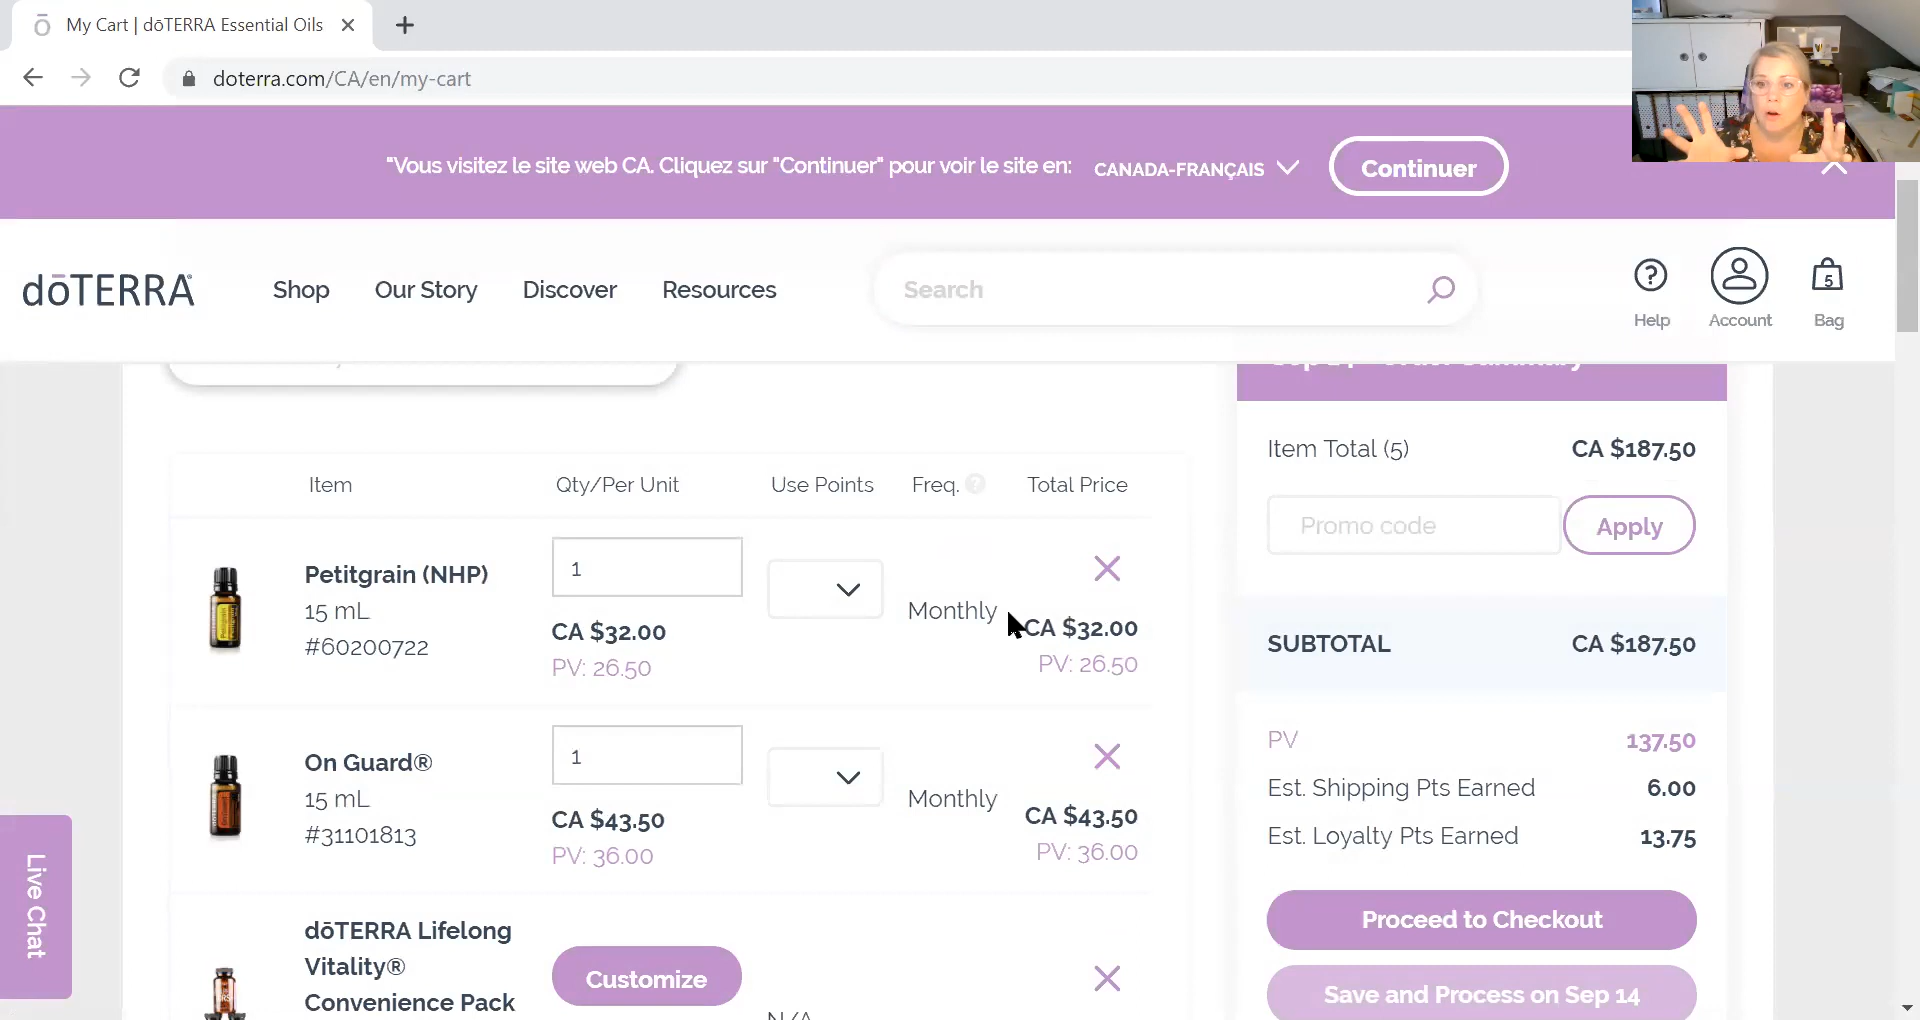 My Cart | dōTERRA Essential Oils
doterra.com/CA/en/my-cart
"Vous visitez le site web CA. Cliquez sur "Continuer" pour voir le site en:
CANADA-FRANÇAIS
Continuer
dōTERRA
Shop
Our Story
Discover
Resources
Search
Help
Account
5
Bag
Item
Qty/Per Unit
Use Points
Freq.
?
Total Price
Petitgrain (NHP)
15 mL
#60200722
1
CA $32.00
PV: 26.50
Monthly
CA $32.00
PV: 26.50
On Guard®
15 mL
#31101813
1
CA $43.50
PV: 36.00
Monthly
CA $43.50
PV: 36.00
dōTERRA Lifelong
Vitality®
Convenience Pack
Customize
N/A
Item Total (5)
CA $187.50
Promo code
Apply
SUBTOTAL
CA $187.50
PV
137.50
Est. Shipping Pts Earned
6.00
Est. Loyalty Pts Earned
13.75
Proceed to Checkout
Save and Process on Sep 14
Live Chat